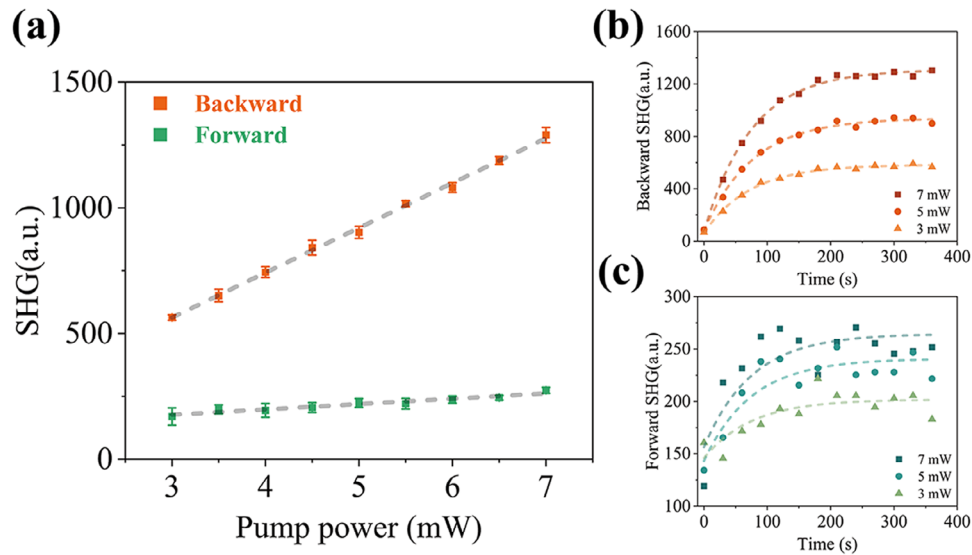 (a)
SHG(a.u.)
1500
1000
500
0
Backward
Forward
3
4
5
6
7
Pump power (mW)
(b)
Backward SHG(a.u.)
1600
1200
800
400
0
7 mW
5 mW
3 mW
0
100
200
300
400
Time (s)
(c)
Forward SHG(a.u.)
300
250
200
150
100
7 mW
5 mW
3 mW
0
100
200
300
400
Time (s)